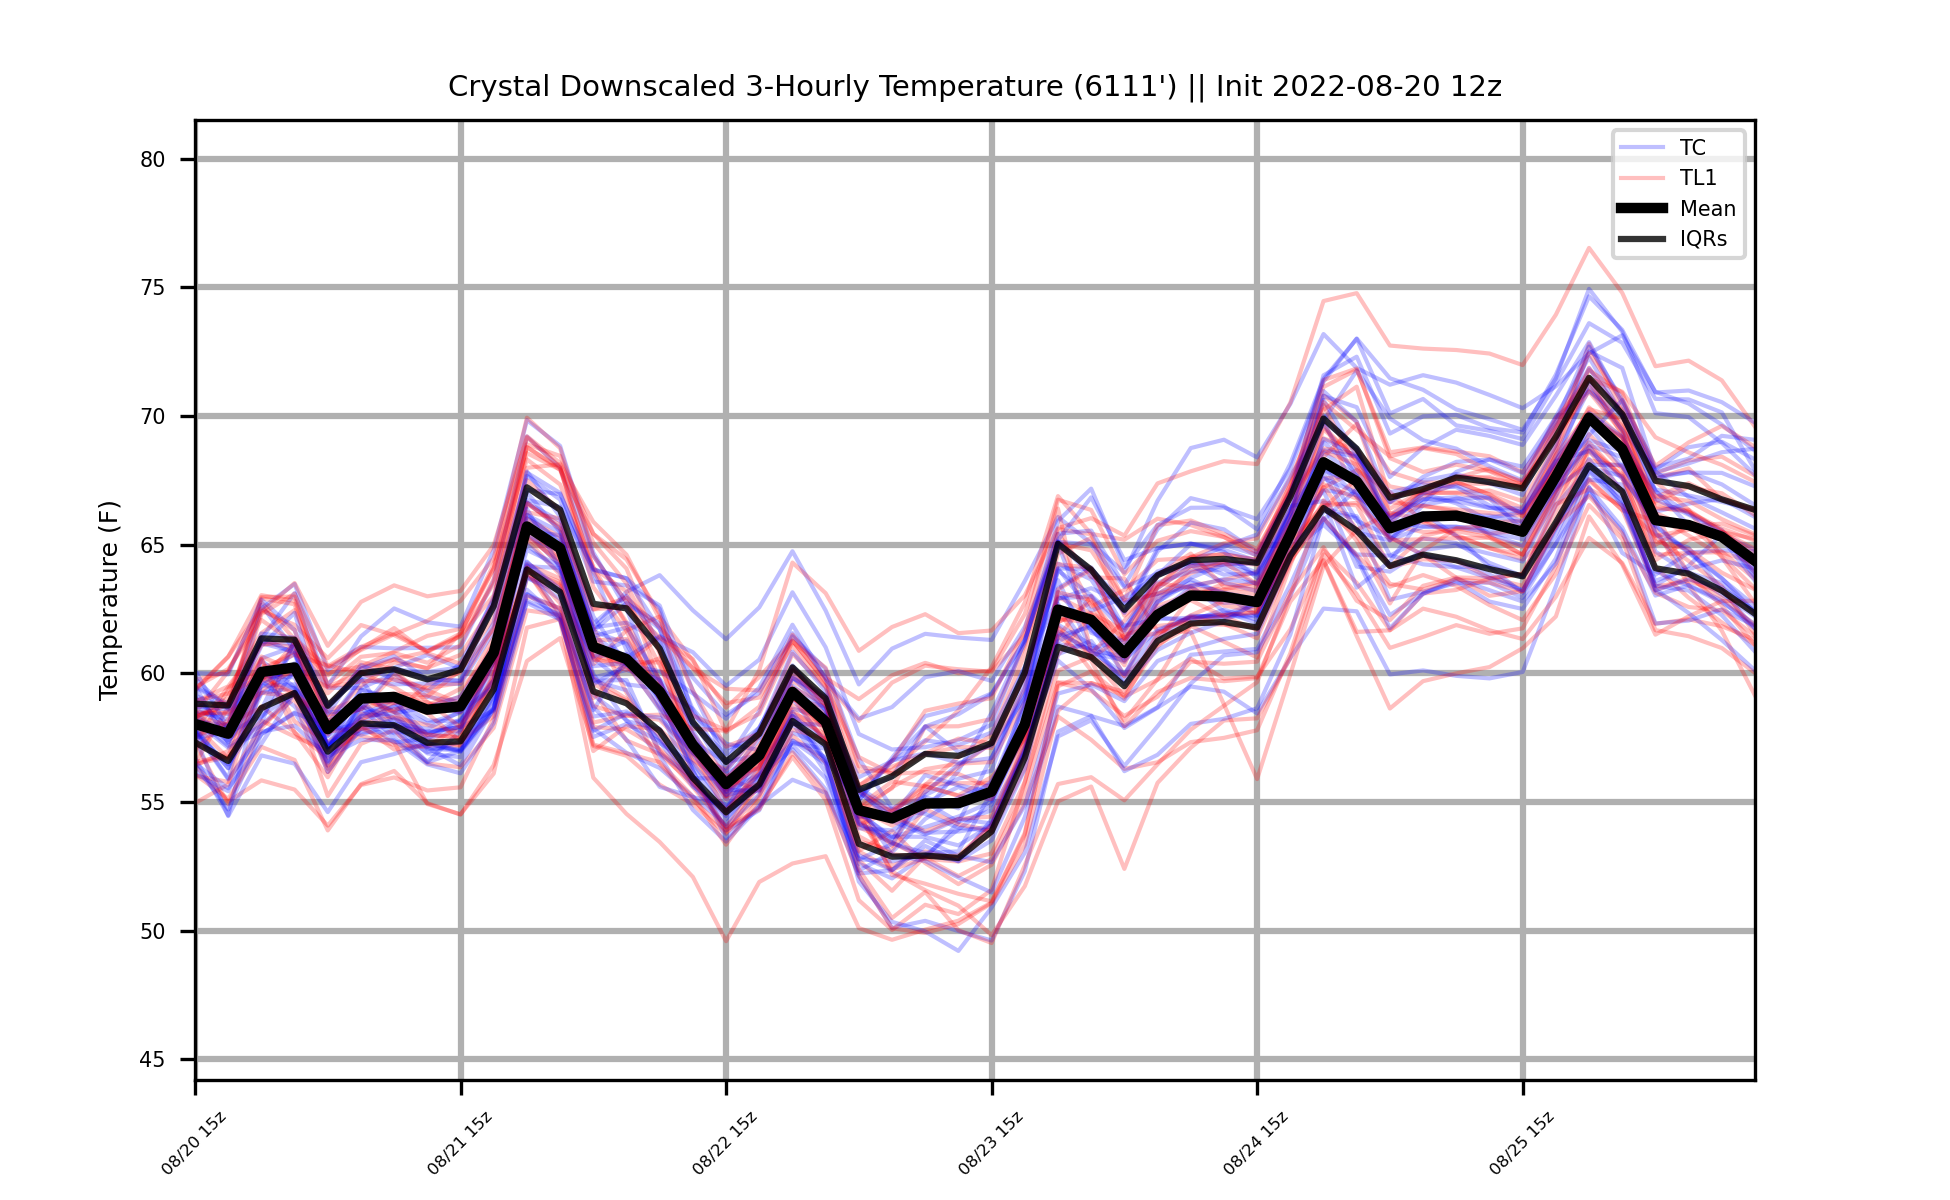 Crystal Downscaled 3-Hourly Temperature (6111') || Init 2022-08-20 12z
TC
TL1
Mean
IQRs
Temperature (F)
80
75
70
65
60
55
50
45
08/20 15z
08/21 15z
08/22 15z
08/23 15z
08/24 15z
08/25 15z